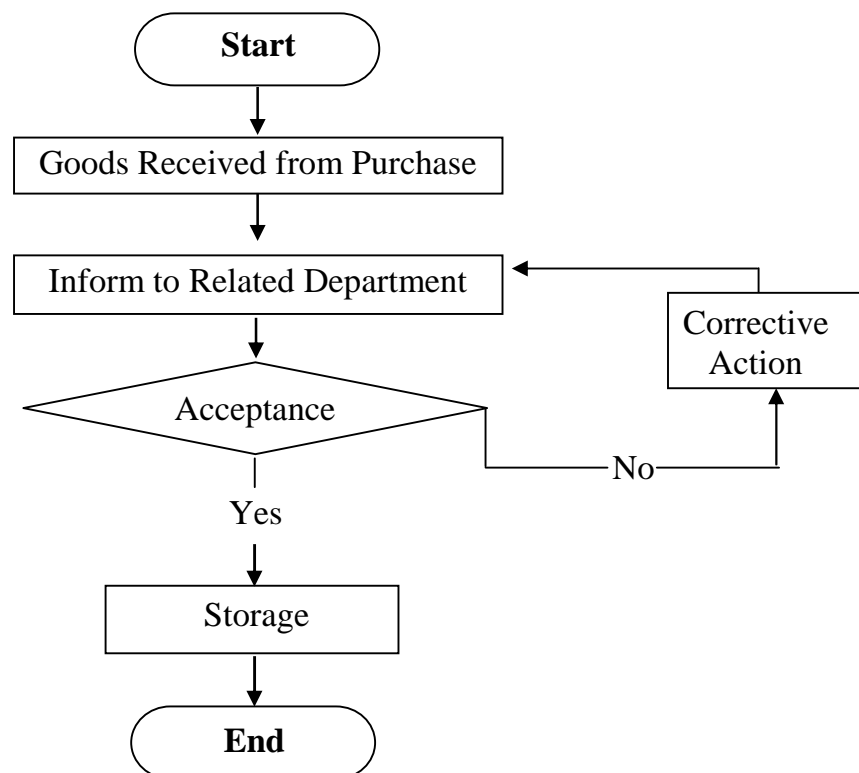 Start
Goods Received from Purchase
Inform to Related Department
Corrective
Action
Acceptance
No
Yes
Storage
End